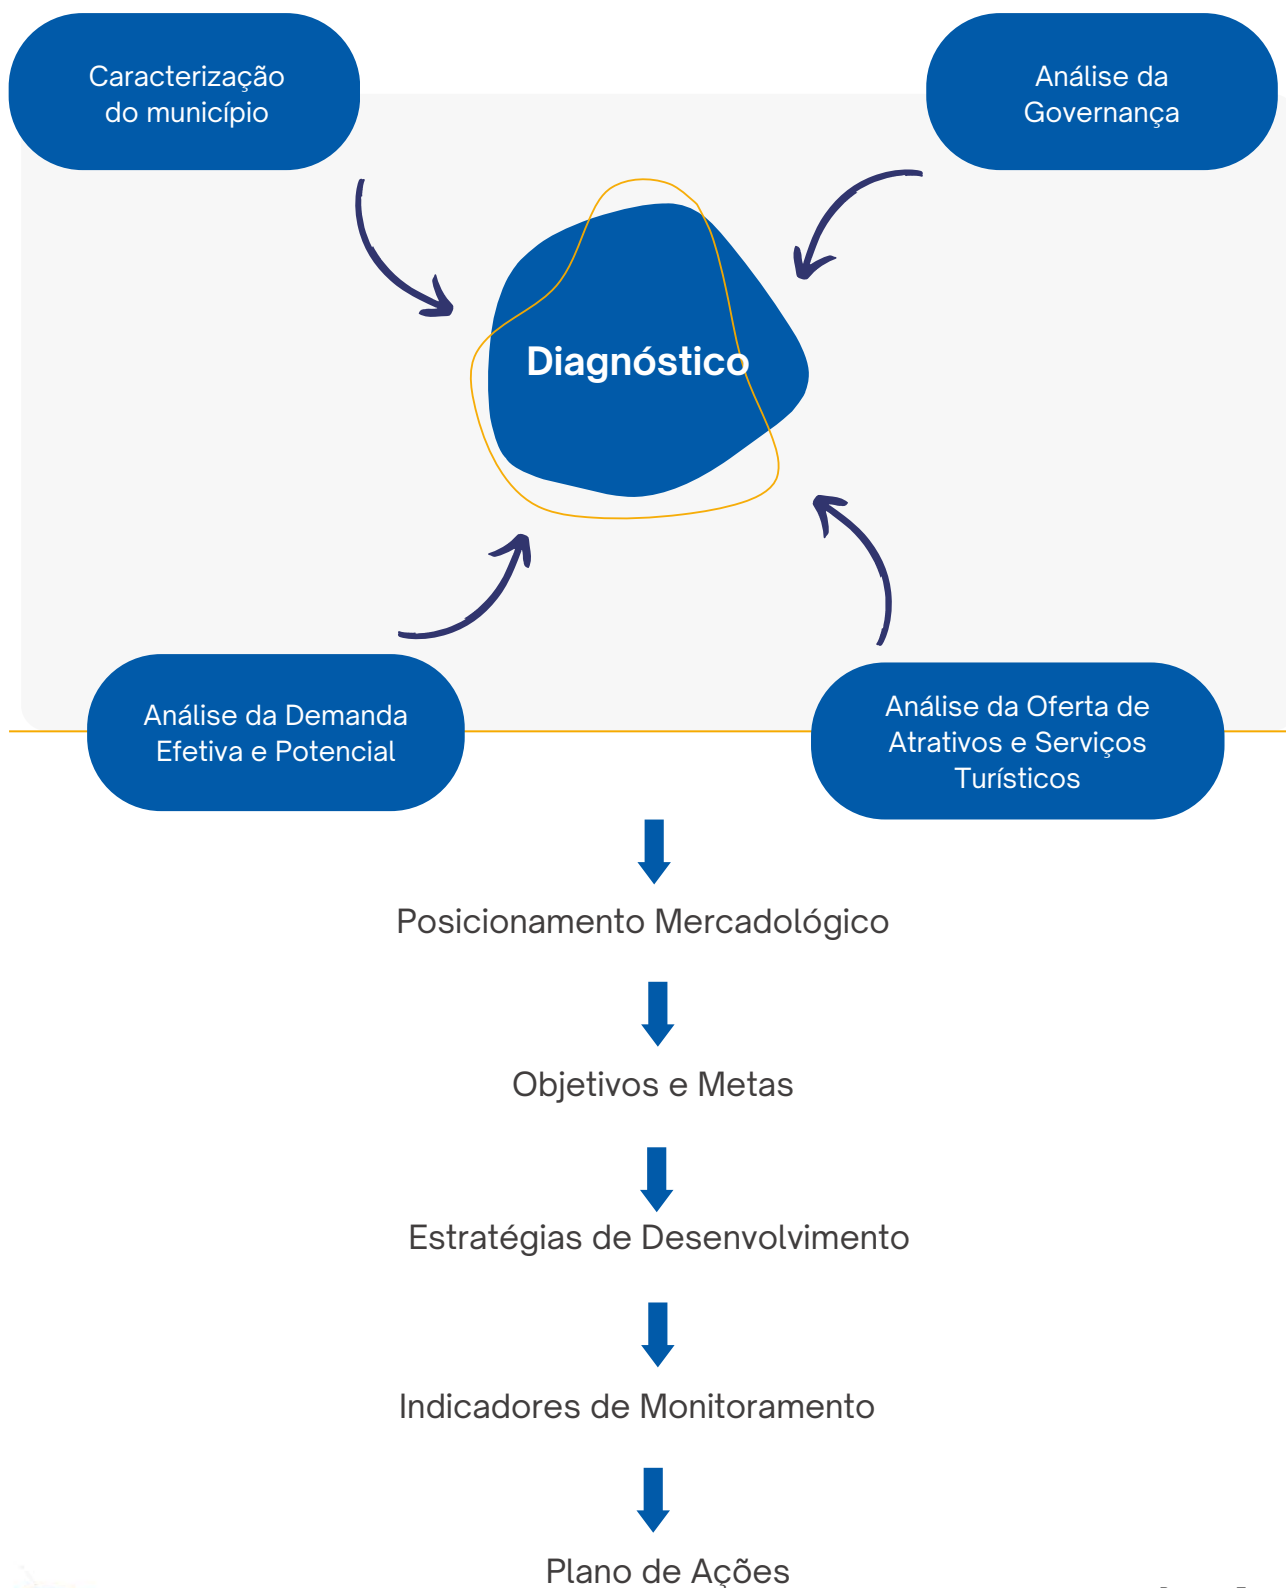 Caracterização
do município
Análise da
Governança
Diagnóstico
Análise da Demanda
Efetiva e Potencial
Análise da Oferta de
Atrativos e Serviços
Turísticos
Posicionamento Mercadológico
Objetivos e Metas
Estratégias de Desenvolvimento
Indicadores de Monitoramento
Plano de Ações